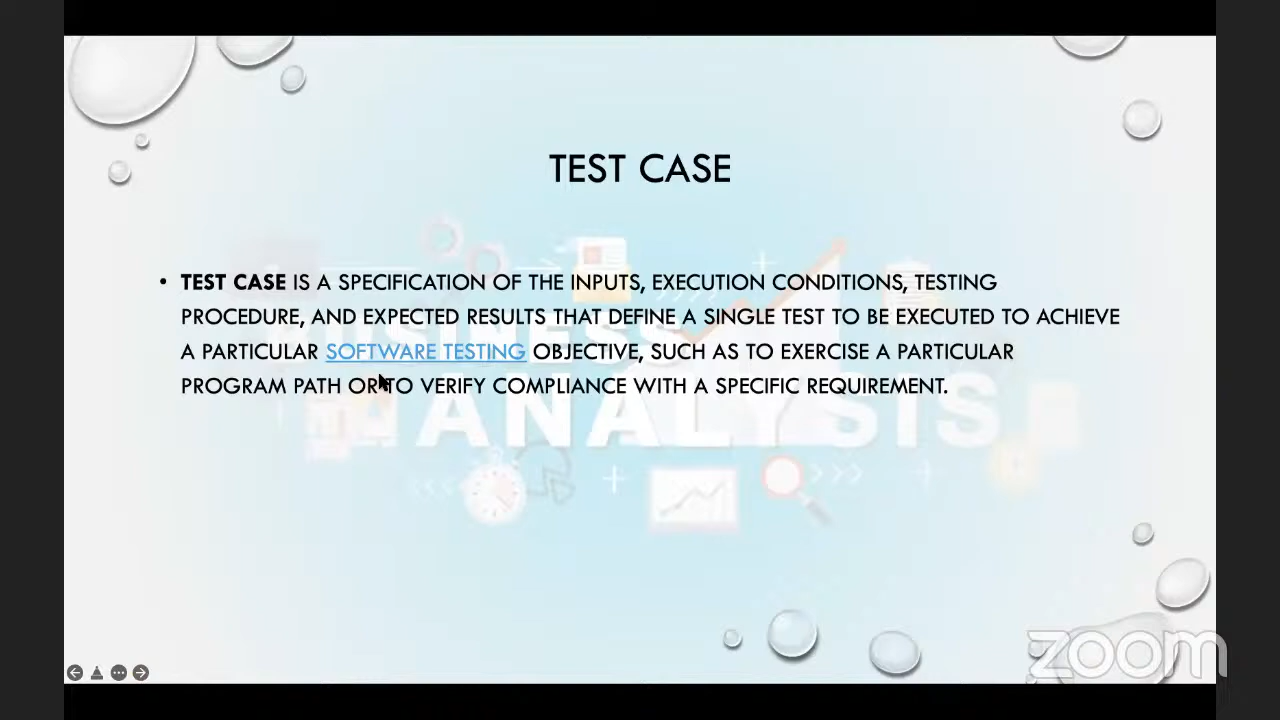 TEST CASE
• TEST CASE IS A SPECIFICATION OF THE INPUTS, EXECUTION CONDITIONS, TESTING
PROCEDURE, AND EXPECTED RESULTS THAT DEFINE A SINGLE TEST TO BE EXECUTED TO ACHIEVE
A PARTICULAR SOFTWARE TESTING OBJECTIVE, SUCH AS TO EXERCISE A PARTICULAR
PROGRAM PATH OR TO VERIFY COMPLIANCE WITH A SPECIFIC REQUIREMENT.
BUSINESS
ANALYSIS
zoom